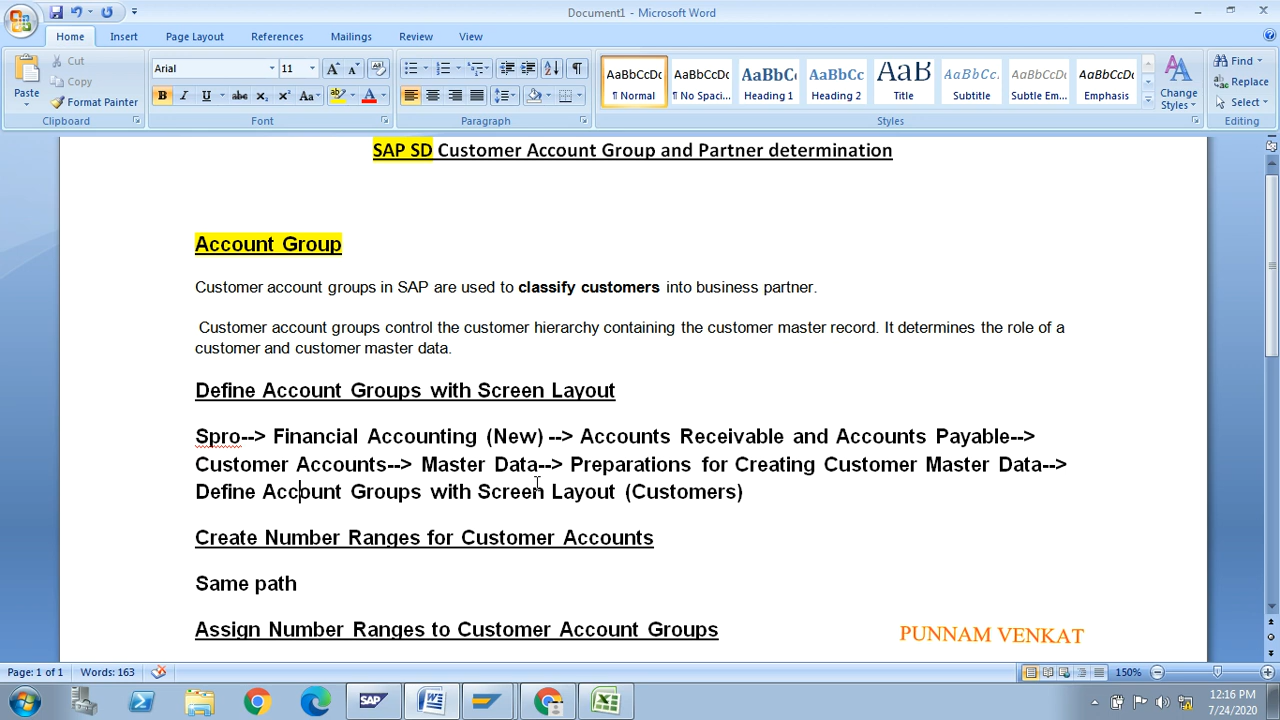 Document1 - Microsoft Word
Home Insert Page Layout References Mailings Review View
Paste
Cut
Copy
Format Painter
Clipboard
Arial 11
Font
Paragraph
AaBbCcDc AaBbCcDc AaBbCc AaBbCc AaB AaBbCc. AaBbCcDc AaBbCcDc
¶ Normal ¶ No Spaci... Heading 1 Heading 2 Title Subtitle Subtle Em... Emphasis
Change Styles
Styles
Find
Replace
Select
Editing
SAP SD Customer Account Group and Partner determination
Account Group
Customer account groups in SAP are used to classify customers into business partner.
Customer account groups control the customer hierarchy containing the customer master record. It determines the role of a
customer and customer master data.
Define Account Groups with Screen Layout
Spro--> Financial Accounting (New) --> Accounts Receivable and Accounts Payable-->
Customer Accounts--> Master Data--> Preparations for Creating Customer Master Data-->
Define Account Groups with Screen Layout (Customers)
Create Number Ranges for Customer Accounts
Same path
Assign Number Ranges to Customer Account Groups
PUNNAM VENKAT
Page: 1 of 1 Words: 163 150%
12:16 PM
7/24/2020